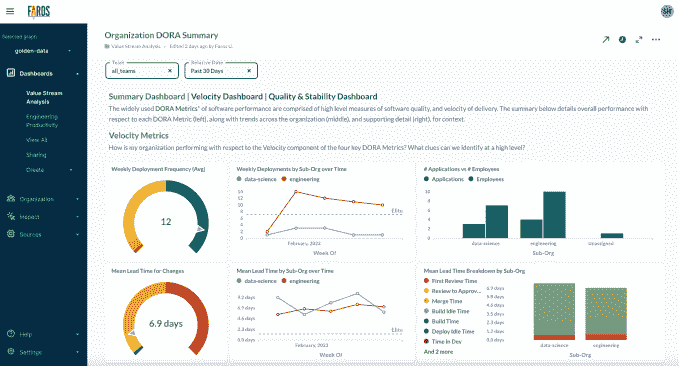 FAROS
SH
Selected graph
golden-data
Dashboards
Value Stream
Analysis
Engineering
Productivity
View All
Sharing
Create
Organization
Inspect
Sources
Help
Settings
Organization DORA Summary
Value Stream Analysis · Edited 2 days ago by Faros U.
Team
all_teams
Relative Date
Past 30 Days
Summary Dashboard | Velocity Dashboard | Quality & Stability Dashboard
The widely used DORA Metrics* of software performance are comprised of high level measures of software quality, and velocity of delivery. The summary below details overall performance with
respect to each DORA Metric (left), along with trends across the organization (middle), and supporting detail (right), for context.
Velocity Metrics
How is my organization performing with respect to the Velocity component of the four key DORA Metrics? What clues can we identify at a high level?
Weekly Deployment Frequency (Avg)
12
Weekly Deployments by Sub-Org over Time
data-science engineering
14
12
10
8
6
4
2
0
Elite
February, 2023
Week Of
# Applications vs # Employees
Applications Employees
10
8
6
4
2
0
data-science engineering
Sub-Org
Mean Lead Time for Changes
6.9 days
Mean Lead Time by Sub-Org over Time
data-science engineering
9.2 days
6.9 days
4.6 days
2.3 days
0.0 days
Elite
February, 2023
Week Of
Mean Lead Time Breakdown by Sub-Org
First Review Time
Review to Approv...
Merge Time
Build Idle Time
Build Time
Deploy Idle Time
Time in Dev
And 2 more
6.9 days
5.8 days
4.6 days
3.5 days
2.3 days
1.2 days
0.0 days
data-science engineering
Sub-Org